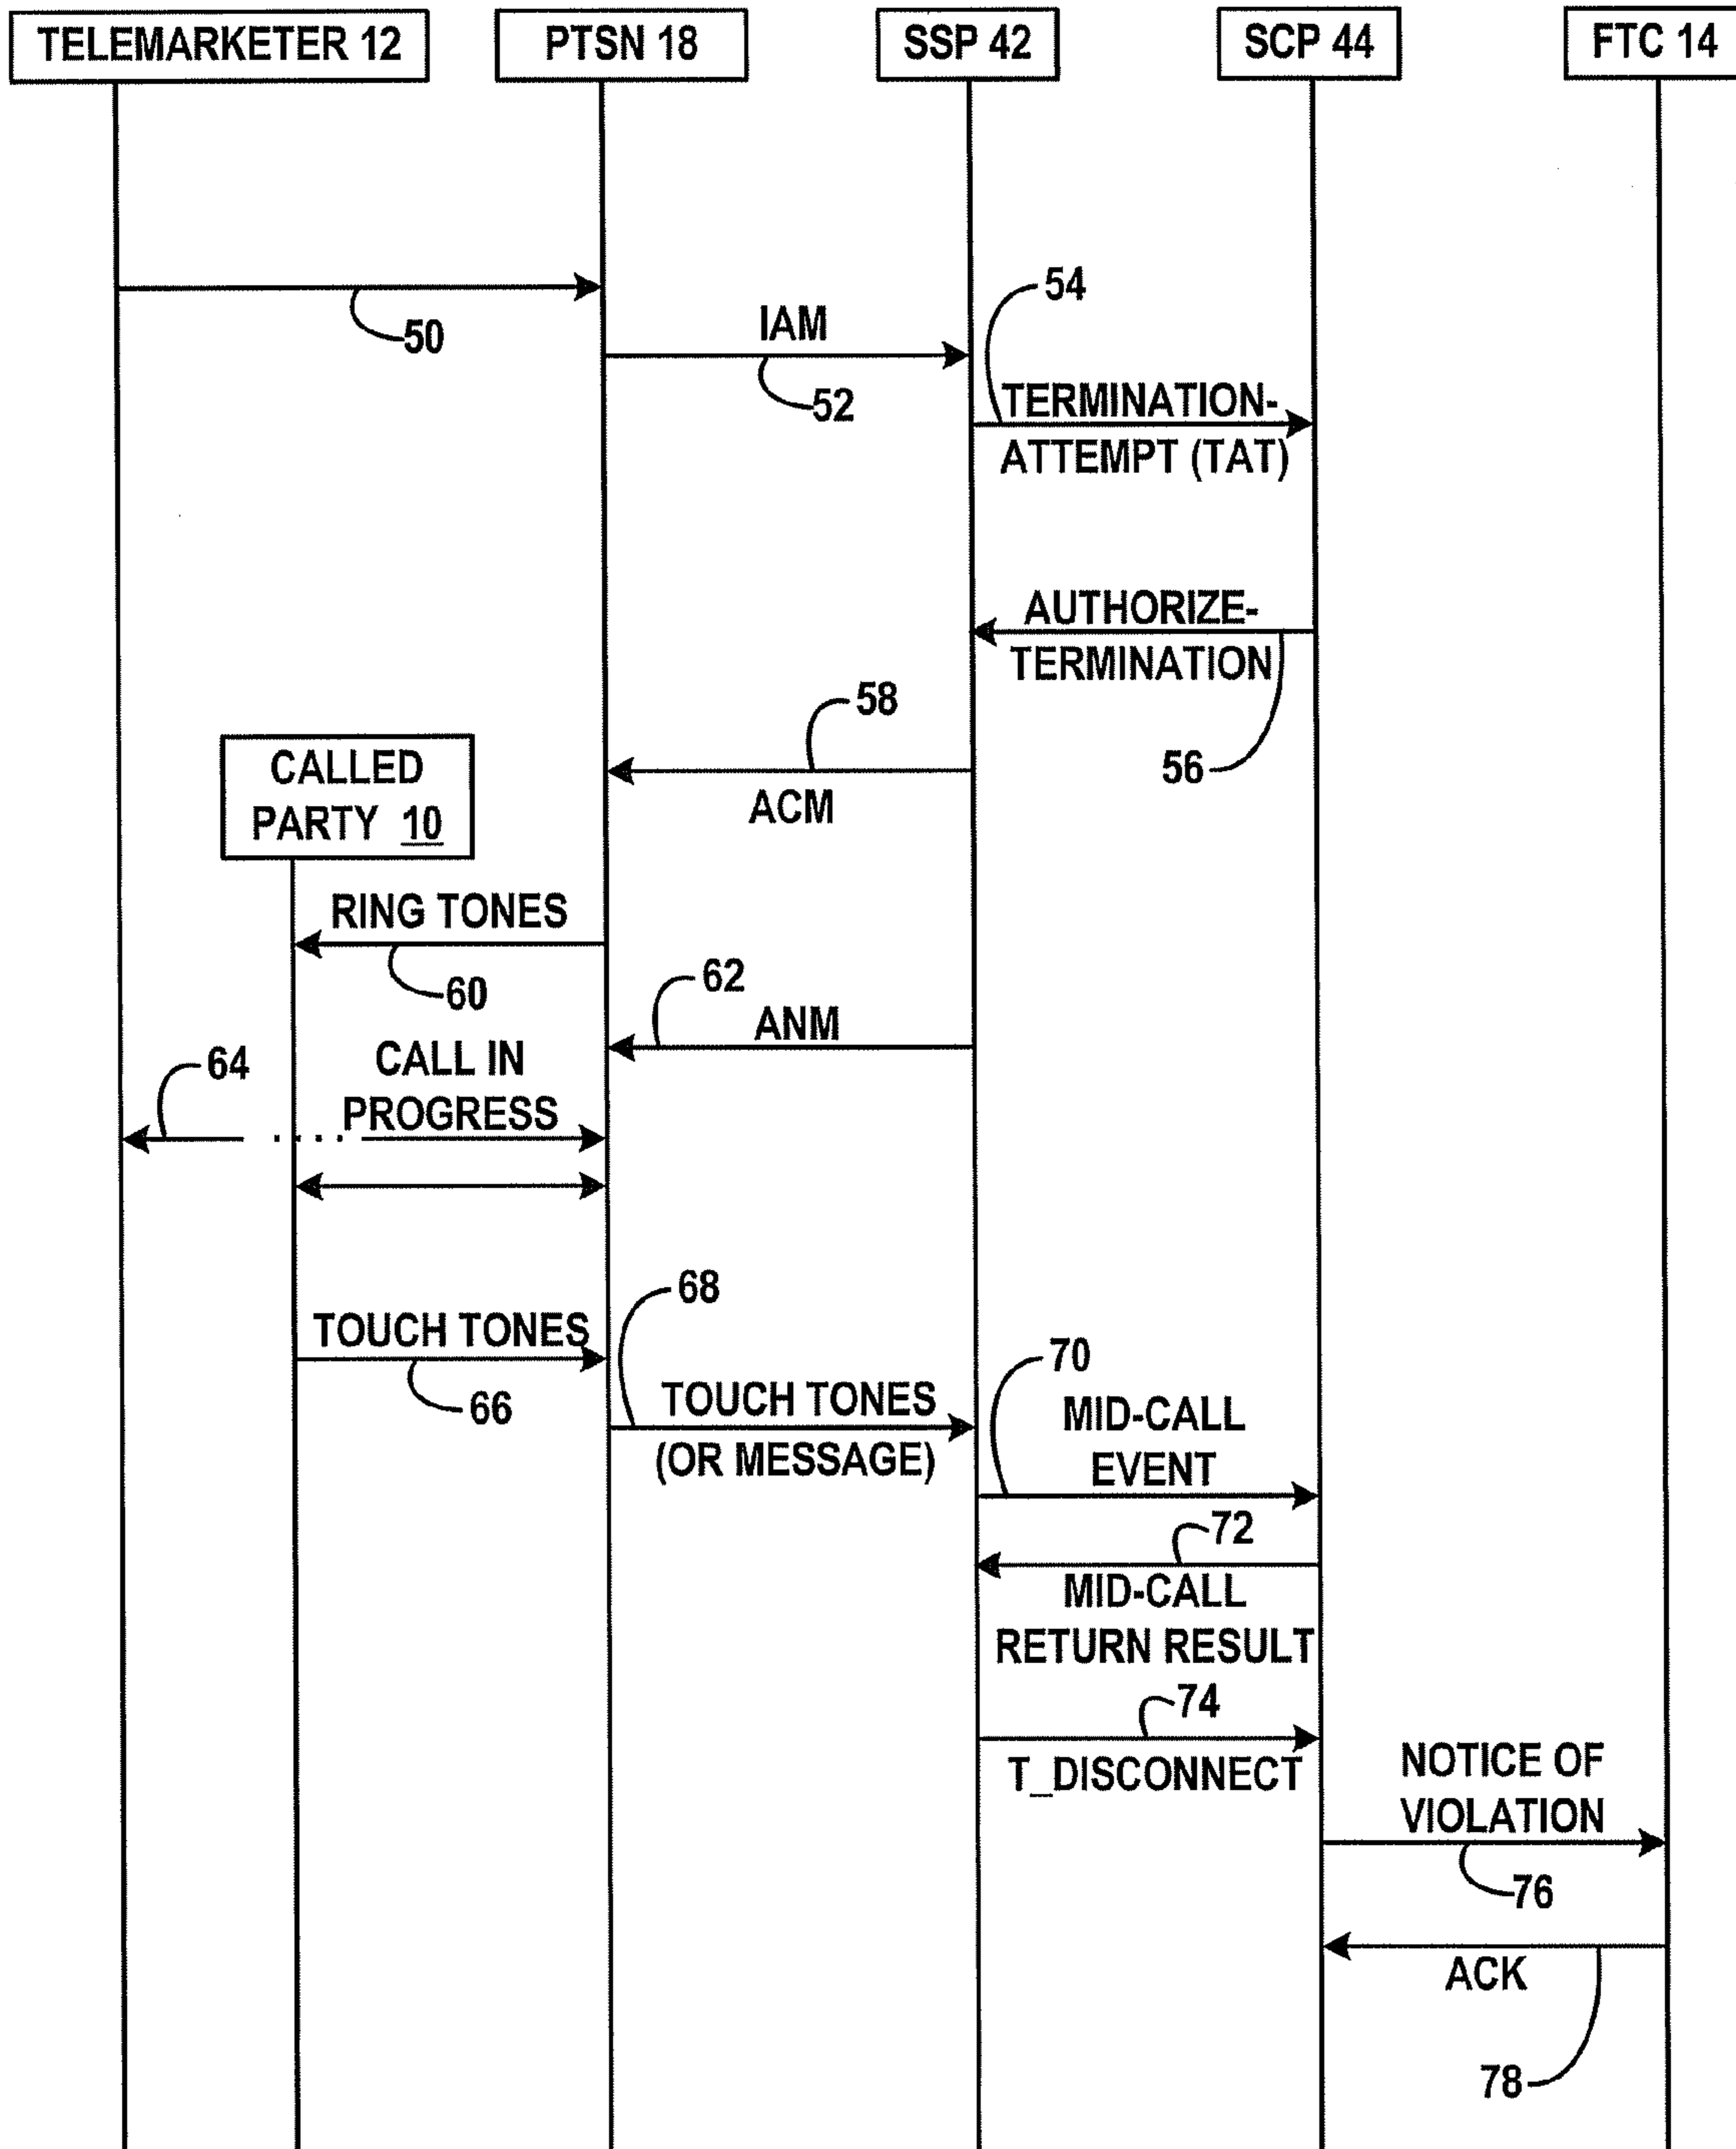 TELEMARKETER 12
PTSN 18
SSP 42
SCP 44
FTC 14
50
IAM
52
54
TERMINATION-
ATTEMPT (TAT)
AUTHORIZE-
TERMINATION
56
58
ACM
CALLED
PARTY 10
RING TONES
60
62
ANM
64
CALL IN
PROGRESS
TOUCH TONES
66
68
TOUCH TONES
(OR MESSAGE)
70
MID-CALL
EVENT
72
MID-CALL
RETURN RESULT
74
T_DISCONNECT
NOTICE OF
VIOLATION
76
ACK
78